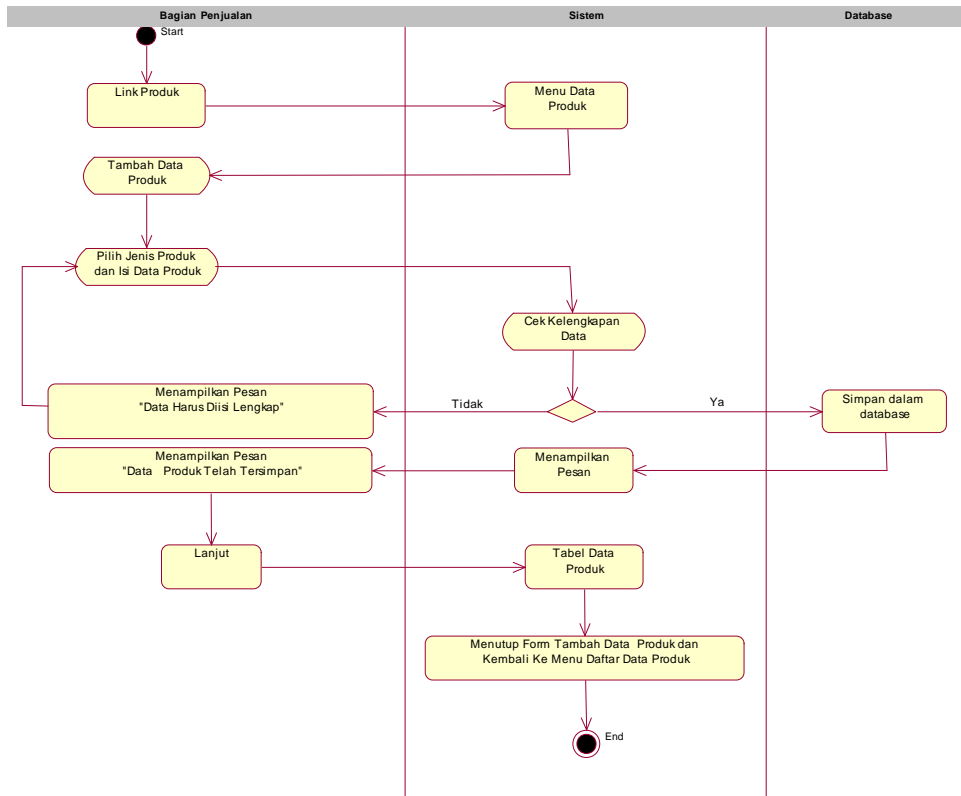 Bagian Penjualan
Sistem
Database
Start
Link Produk
Menu Data
Produk
Tambah Data
Produk
Pilih Jenis Produk
dan Isi Data Produk
Cek Kelengkapan
Data
Menampilkan Pesan
"Data Harus Diisi Lengkap"
Tidak
Ya
Simpan dalam
database
Menampilkan Pesan
"Data Produk Telah Tersimpan"
Menampilkan
Pesan
Lanjut
Tabel Data
Produk
Menutup Form Tambah Data Produk dan
Kembali Ke Menu Daftar Data Produk
End